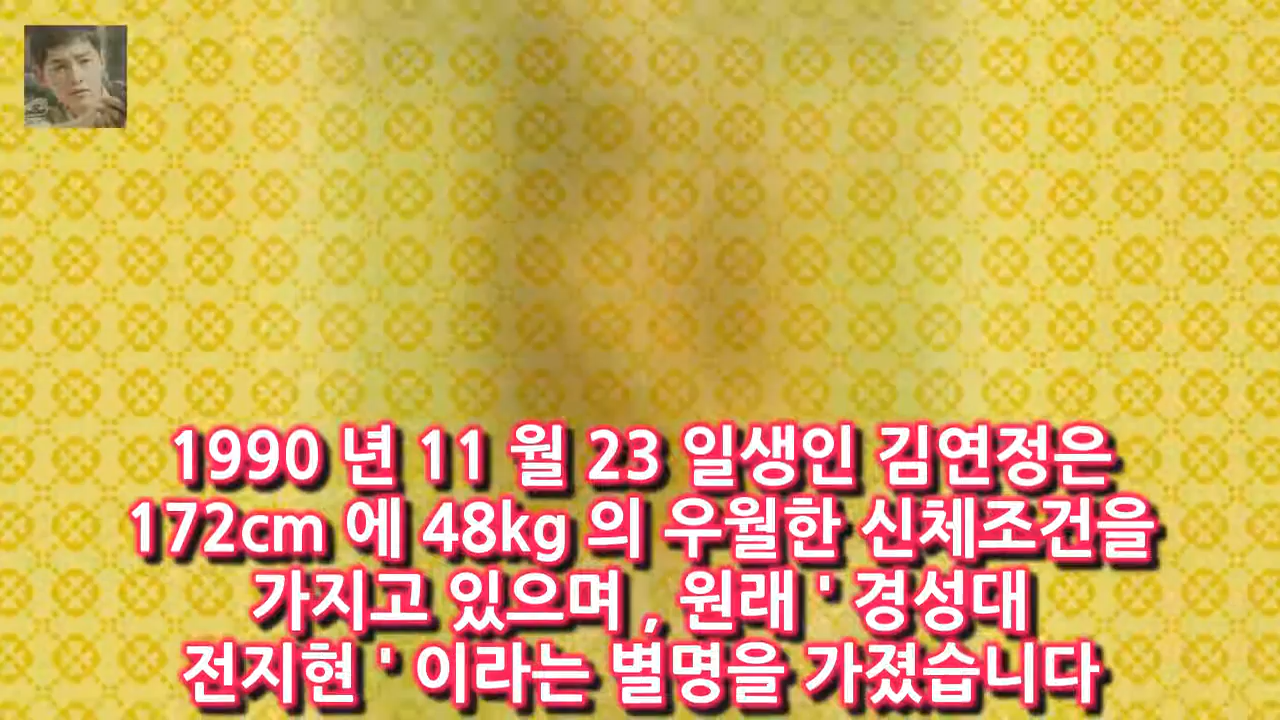 1990 년 11 월 23 일생인 김연정은
172cm 에 48kg 의 우월한 신체조건을
가지고 있으며 , 원래 ' 경성대
전지현 ' 이라는 별명을 가졌습니다